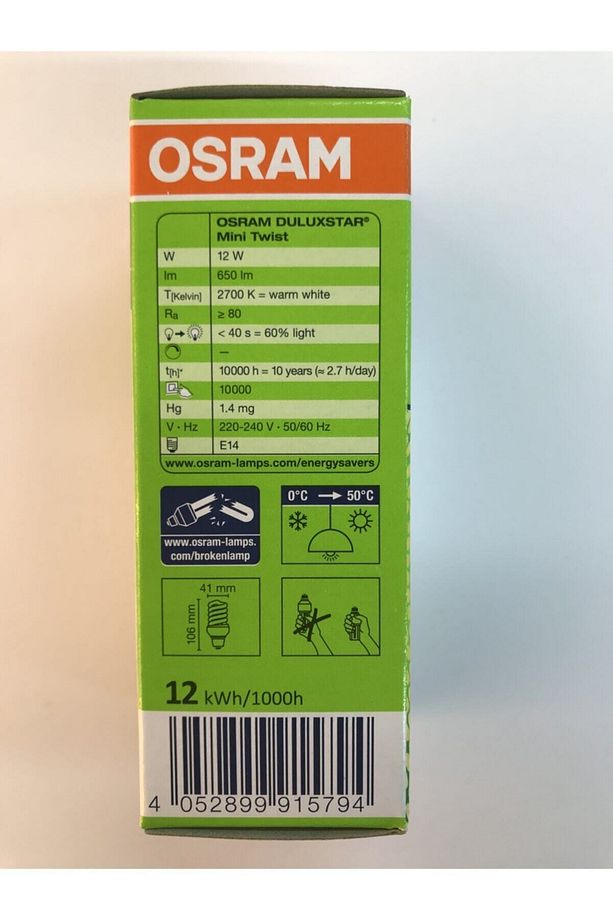 OSRAM
OSRAM DULUXSTAR®
Mini Twist
W 12 W
lm 650 lm
T[Kelvin] 2700 K = warm white
Ra ≥ 80
< 40 s = 60% light
–
t[h]* 10000 h = 10 years (≈ 2.7 h/day)
10000
Hg 1.4 mg
V · Hz 220-240 V · 50/60 Hz
E14
www.osram-lamps.com/energysavers
www.osram-lamps.
com/brokenlamp
0°C → 50°C
41 mm
106 mm
12 kWh/1000h
4 052899 915794